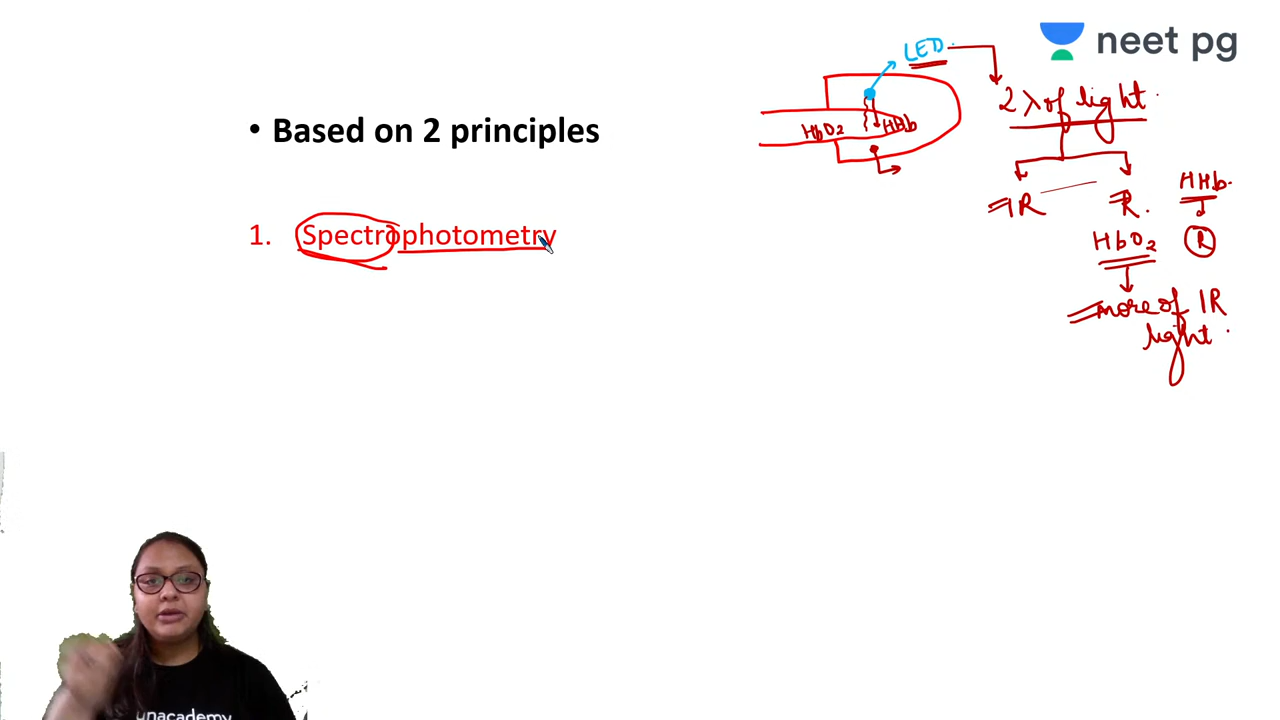 neet pg
• Based on 2 principles
1. Spectrophotometry
LED
2 λ of light
HbO2 HHb
IR R.
HHb
HbO2 R
more of IR
light
unacademy